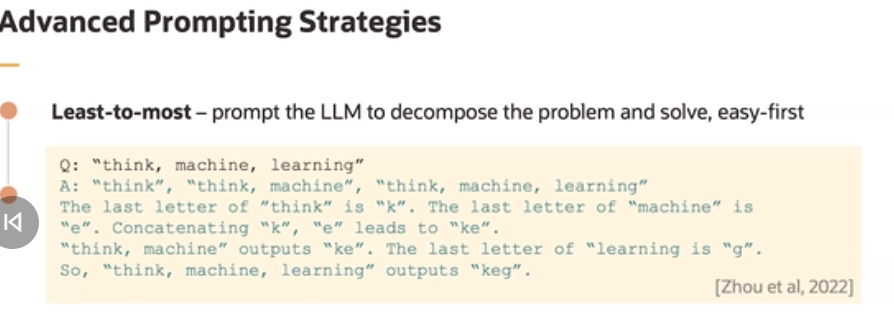 Advanced Prompting Strategies
Least-to-most – prompt the LLM to decompose the problem and solve, easy-first
Q: “think, machine, learning”
A: “think”, “think, machine”, “think, machine, learning”
The last letter of ”think” is “k”. The last letter of “machine” is
“e”. Concatenating “k”, “e” leads to “ke”.
“think, machine” outputs “ke”. The last letter of “learning is “g”.
So, “think, machine, learning” outputs “keg”.
[Zhou et al, 2022]